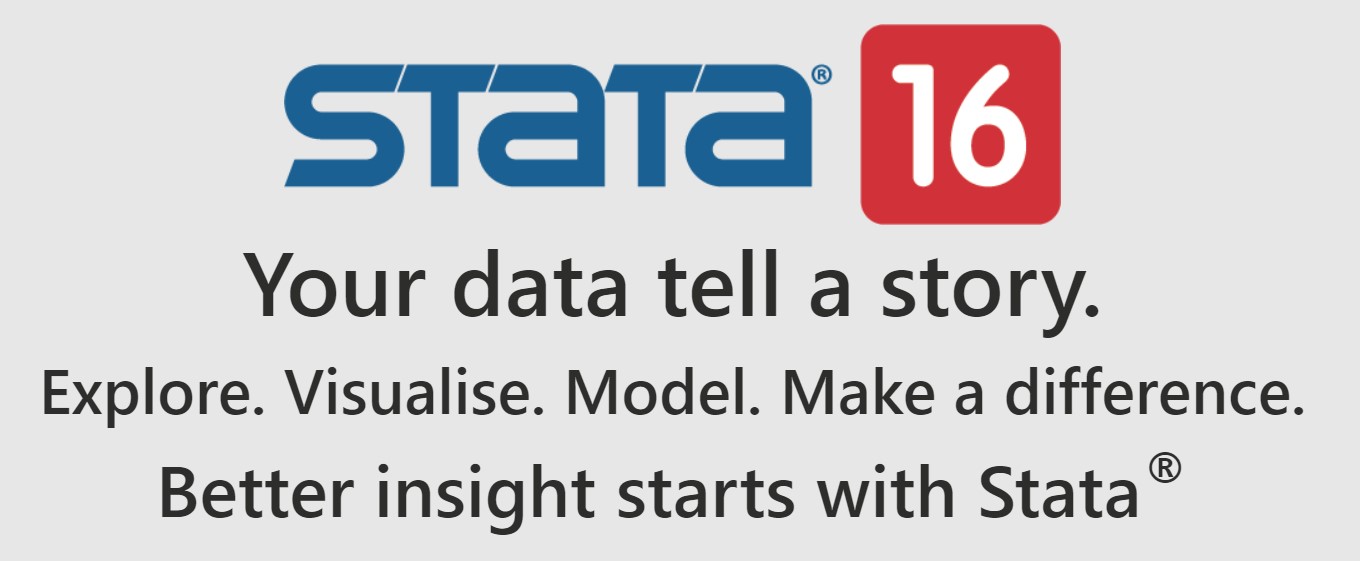 STaTa® 16
Your data tell a story.
Explore. Visualise. Model. Make a difference.
Better insight starts with Stata®